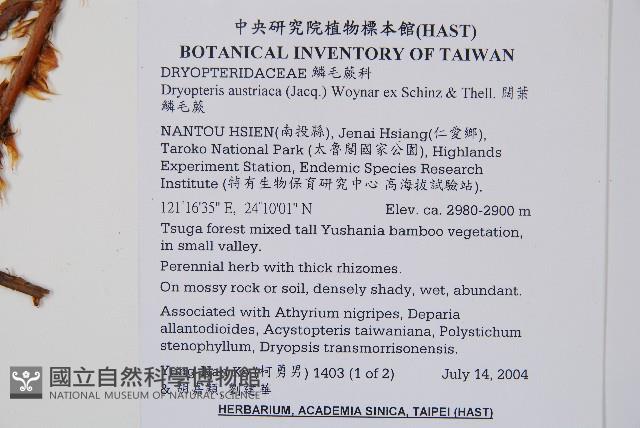 中央研究院植物標本館(HAST)
BOTANICAL INVENTORY OF TAIWAN
DRYOPTERIDACEAE 鱗毛蕨科
Dryopteris austriaca (Jacq.) Woynar ex Schinz & Thell. 闊葉
鱗毛蕨
NANTOU HSIEN(南投縣), Jenai Hsiang(仁愛鄉),
Taroko National Park (太魯閣國家公園), Highlands
Experiment Station, Endemic Species Research
Institute (特有生物保育研究中心 高海拔試驗站).
121°16'35" E, 24°10'01" N Elev. ca. 2980-2900 m
Tsuga forest mixed tall Yushania bamboo vegetation,
in small valley.
Perennial herb with thick rhizomes.
On mossy rock or soil, densely shady, wet, abundant.
Associated with Athyrium nigripes, Deparia
allantodioides, Acystopteris taiwaniana, Polystichum
stenophyllum, Dryopsis transmorrisonensis.
柯勇男) 1403 (1 of 2) July 14, 2004
&
國立自然科學博物館
NATIONAL MUSEUM OF NATURAL SCIENCE
HERBARIUM, ACADEMIA SINICA, TAIPEI (HAST)